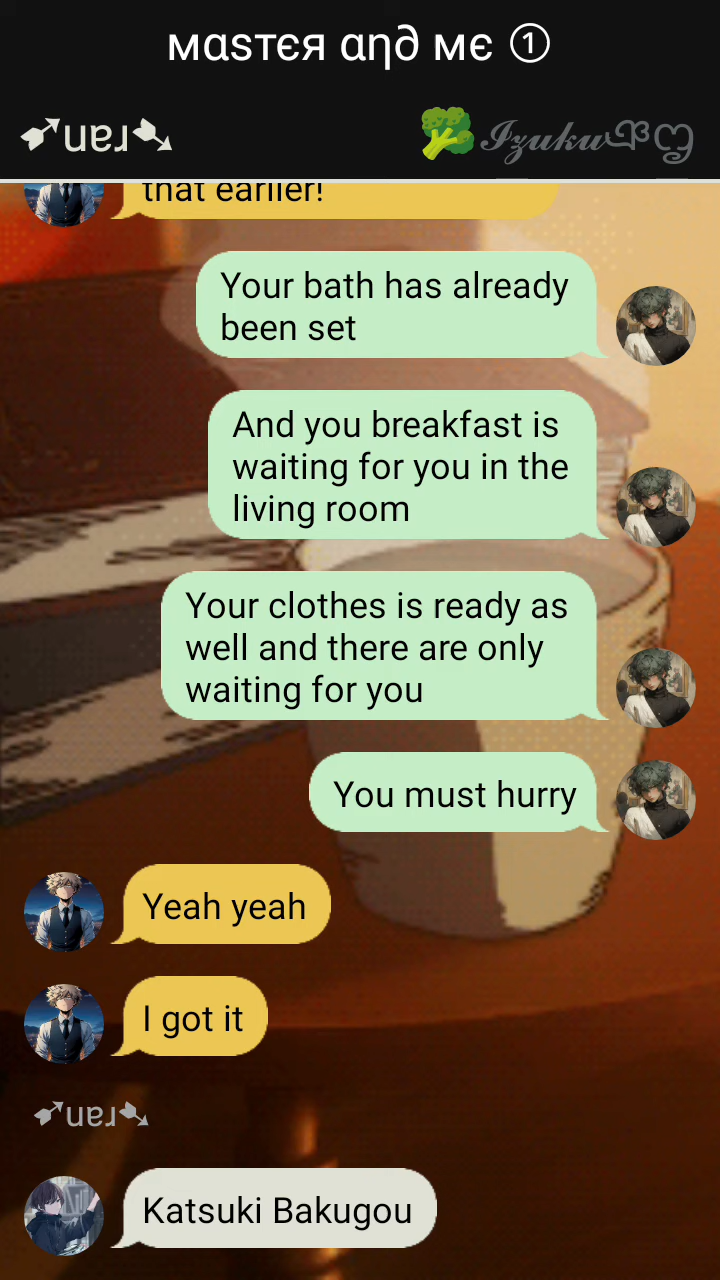 мαsтєя αη∂ мє ①
➶uɐɹ➷
🥦𝓘𝔃𝓾𝓴𝓾
that earlier!
Your bath has already
been set
And you breakfast is
waiting for you in the
living room
Your clothes is ready as
well and there are only
waiting for you
You must hurry
Yeah yeah
I got it
➶uɐɹ➷
Katsuki Bakugou